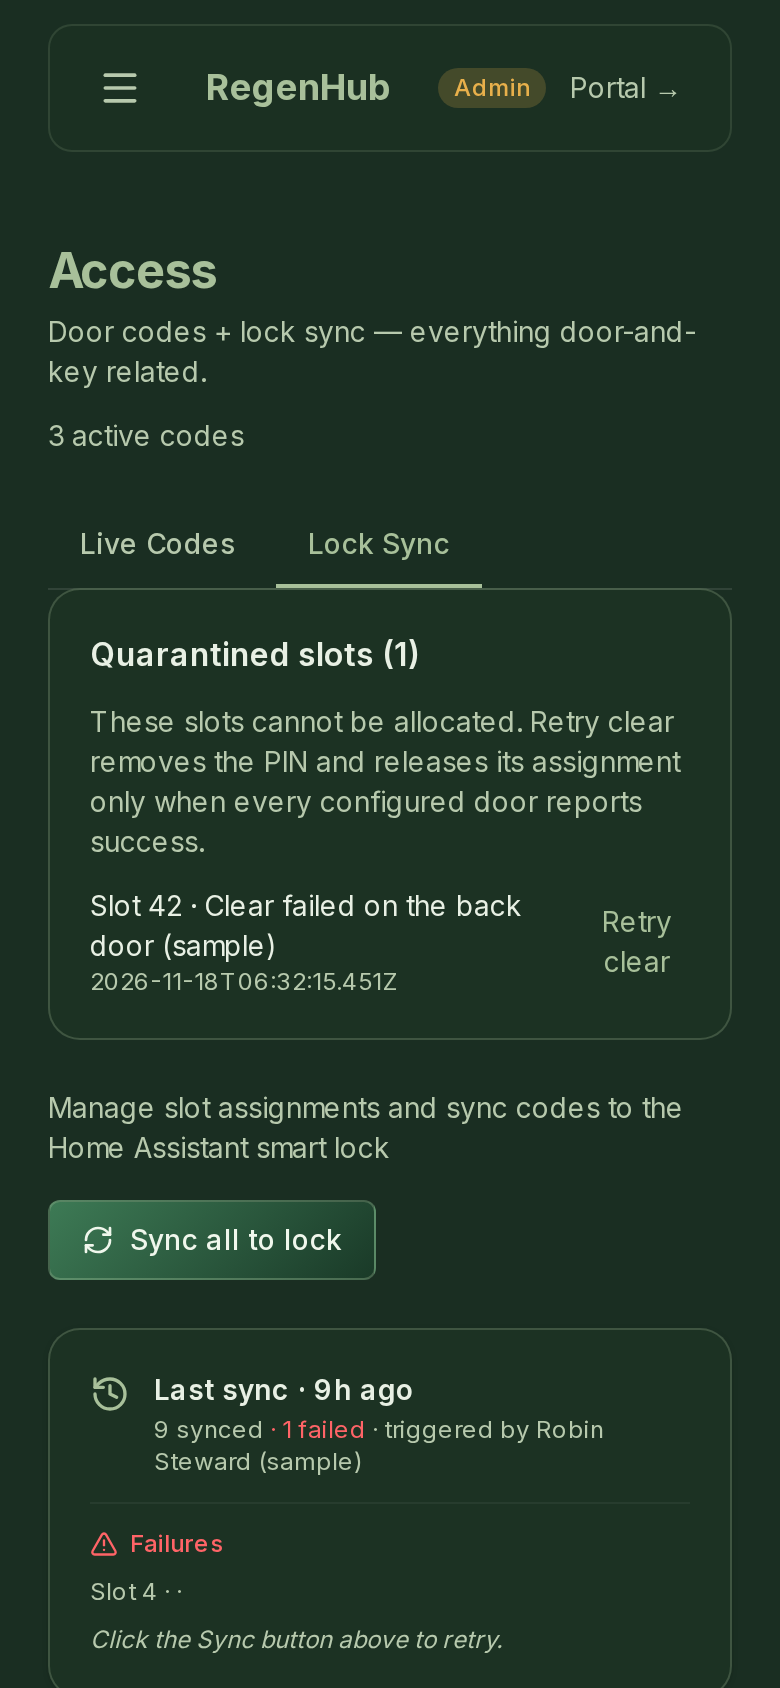 RegenHub
Admin
Portal →
Access
Door codes + lock sync — everything door-and-
key related.
3 active codes
Live Codes
Lock Sync
Quarantined slots (1)
These slots cannot be allocated. Retry clear
removes the PIN and releases its assignment
only when every configured door reports
success.
Slot 42 · Clear failed on the back
door (sample)
2026-11-18T06:32:15.451Z
Retry
clear
Manage slot assignments and sync codes to the
Home Assistant smart lock
Sync all to lock
Last sync · 9h ago
9 synced · 1 failed · triggered by Robin
Steward (sample)
Failures
Slot 4 · ·
Click the Sync button above to retry.